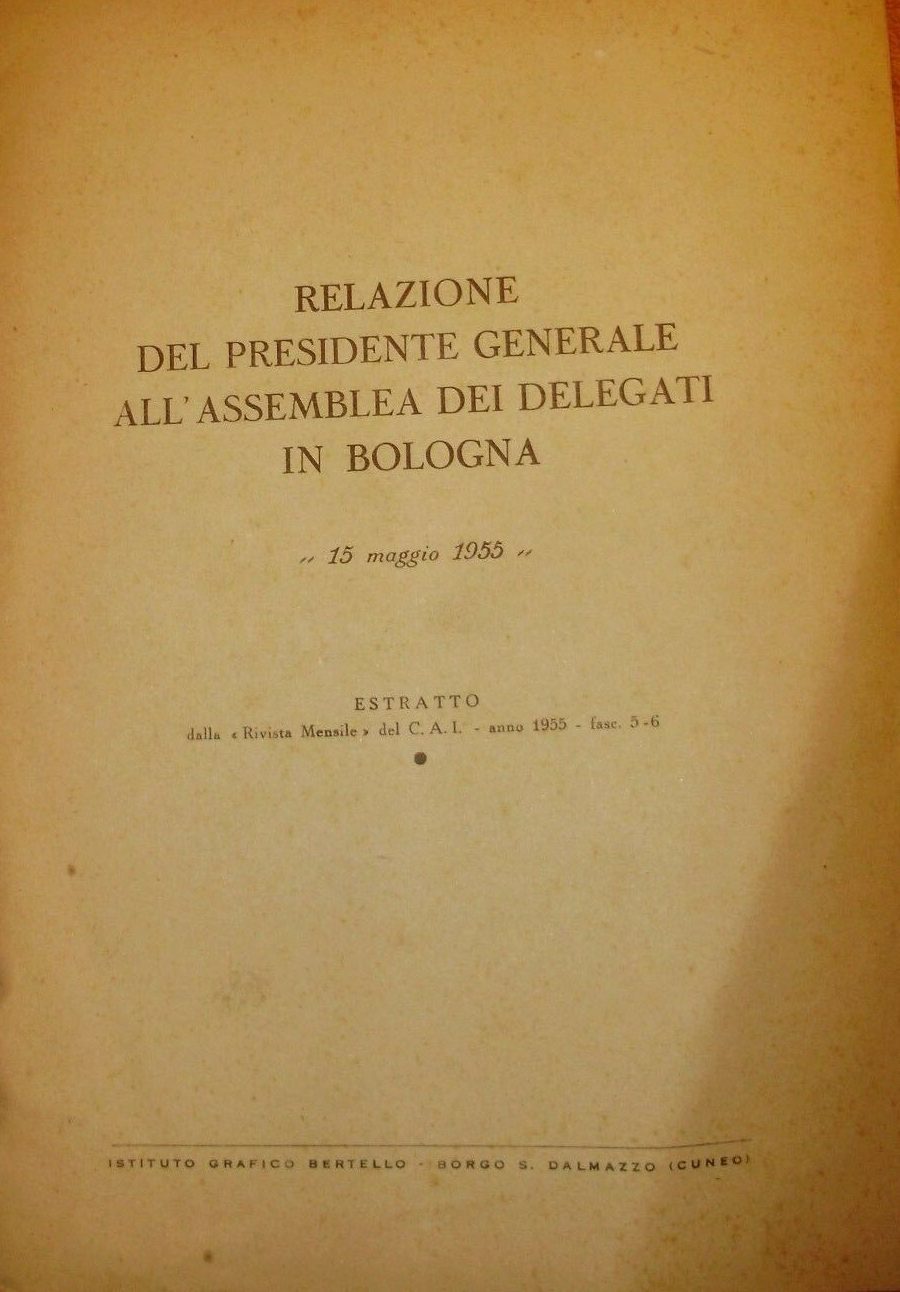 RELAZIONE
DEL PRESIDENTE GENERALE
ALL'ASSEMBLEA DEI DELEGATI
IN BOLOGNA
„ 15 maggio 1955 „
ESTRATTO
dalla «Rivista Mensile» del C. A. I. - anno 1955 - fasc. 5-6
ISTITUTO GRAFICO BERTELLO - BORGO S. DALMAZZO (CUNEO)